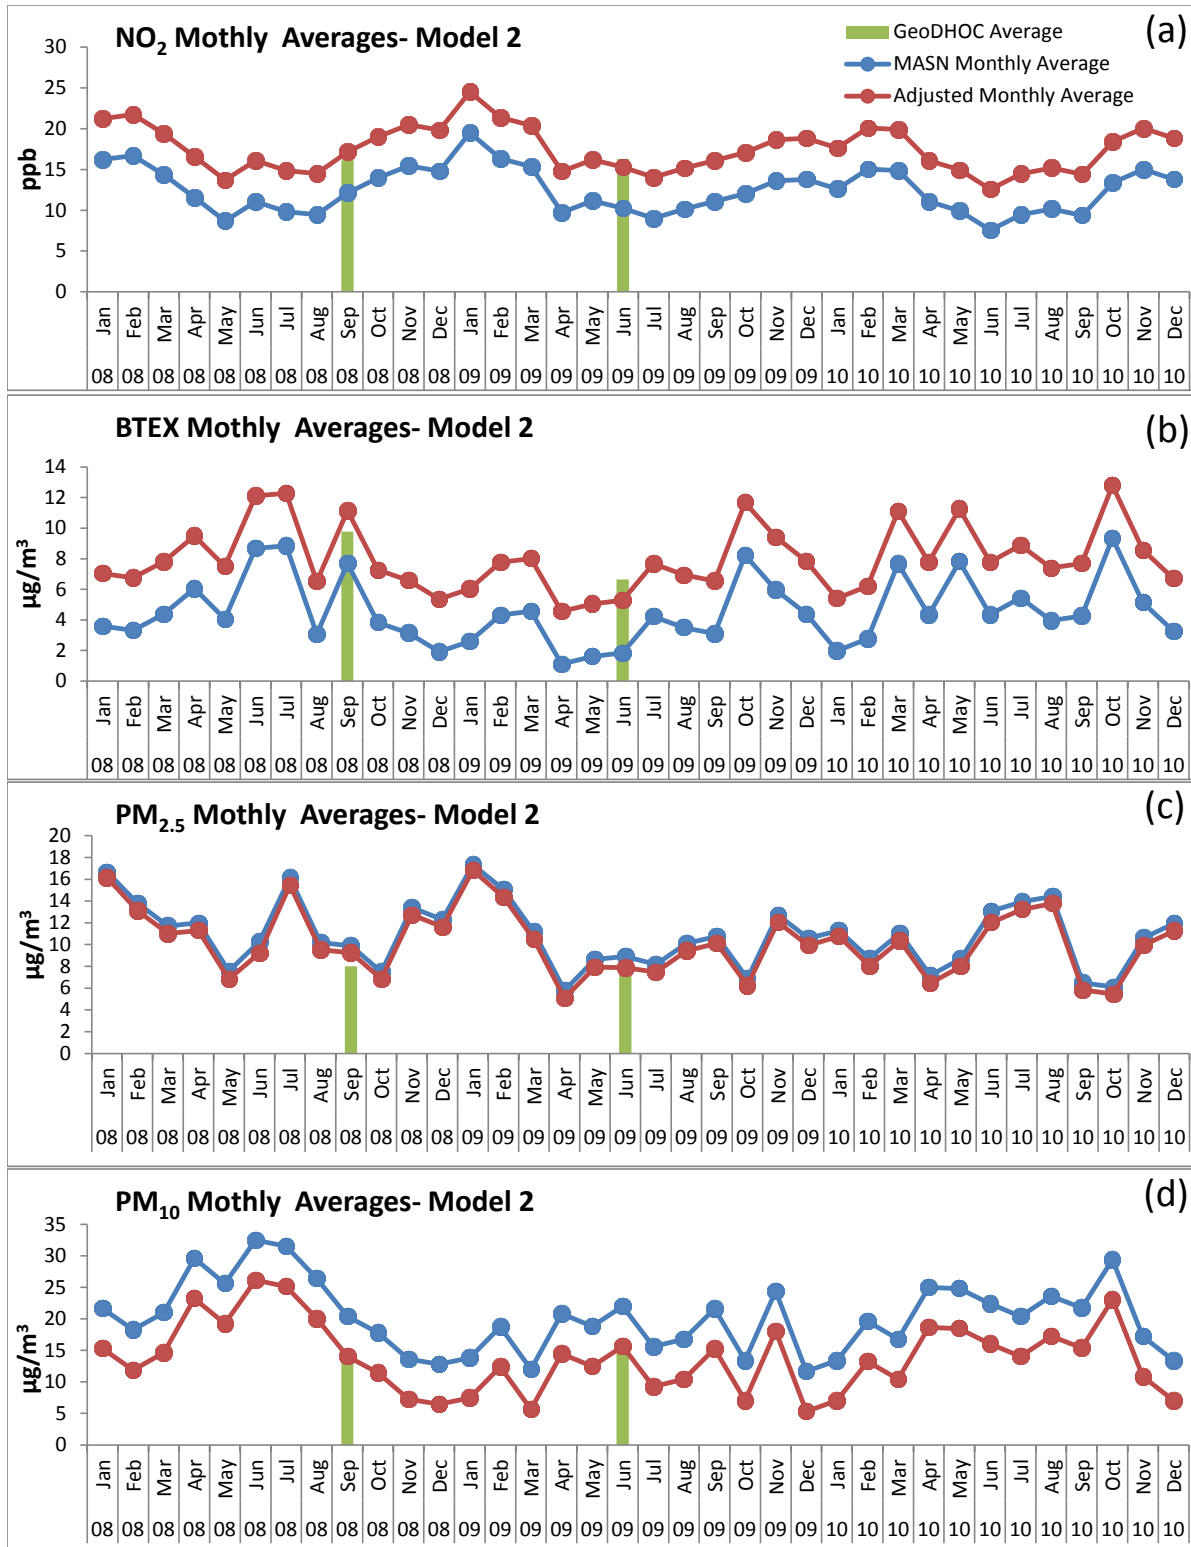 NO2 Mothly Averages- Model 2
GeoDHOC Average
MASN Monthly Average
Adjusted Monthly Average
(a)
ppb
30
25
20
15
10
5
0
Jan Feb Mar Apr May Jun Jul Aug Sep Oct Nov Dec Jan Feb Mar Apr May Jun Jul Aug Sep Oct Nov Dec Jan Feb Mar Apr May Jun Jul Aug Sep Oct Nov Dec
08 08 08 08 08 08 08 08 08 08 08 08 09 09 09 09 09 09 09 09 09 09 09 09 10 10 10 10 10 10 10 10 10 10 10 10
BTEX Mothly Averages- Model 2
(b)
µg/m³
14
12
10
8
6
4
2
0
Jan Feb Mar Apr May Jun Jul Aug Sep Oct Nov Dec Jan Feb Mar Apr May Jun Jul Aug Sep Oct Nov Dec Jan Feb Mar Apr May Jun Jul Aug Sep Oct Nov Dec
08 08 08 08 08 08 08 08 08 08 08 08 09 09 09 09 09 09 09 09 09 09 09 09 10 10 10 10 10 10 10 10 10 10 10 10
PM2.5 Mothly Averages- Model 2
(c)
µg/m³
20
18
16
14
12
10
8
6
4
2
0
Jan Feb Mar Apr May Jun Jul Aug Sep Oct Nov Dec Jan Feb Mar Apr May Jun Jul Aug Sep Oct Nov Dec Jan Feb Mar Apr May Jun Jul Aug Sep Oct Nov Dec
08 08 08 08 08 08 08 08 08 08 08 08 09 09 09 09 09 09 09 09 09 09 09 09 10 10 10 10 10 10 10 10 10 10 10 10
PM10 Mothly Averages- Model 2
(d)
µg/m³
35
30
25
20
15
10
5
0
Jan Feb Mar Apr May Jun Jul Aug Sep Oct Nov Dec Jan Feb Mar Apr May Jun Jul Aug Sep Oct Nov Dec Jan Feb Mar Apr May Jun Jul Aug Sep Oct Nov Dec
08 08 08 08 08 08 08 08 08 08 08 08 09 09 09 09 09 09 09 09 09 09 09 09 10 10 10 10 10 10 10 10 10 10 10 10